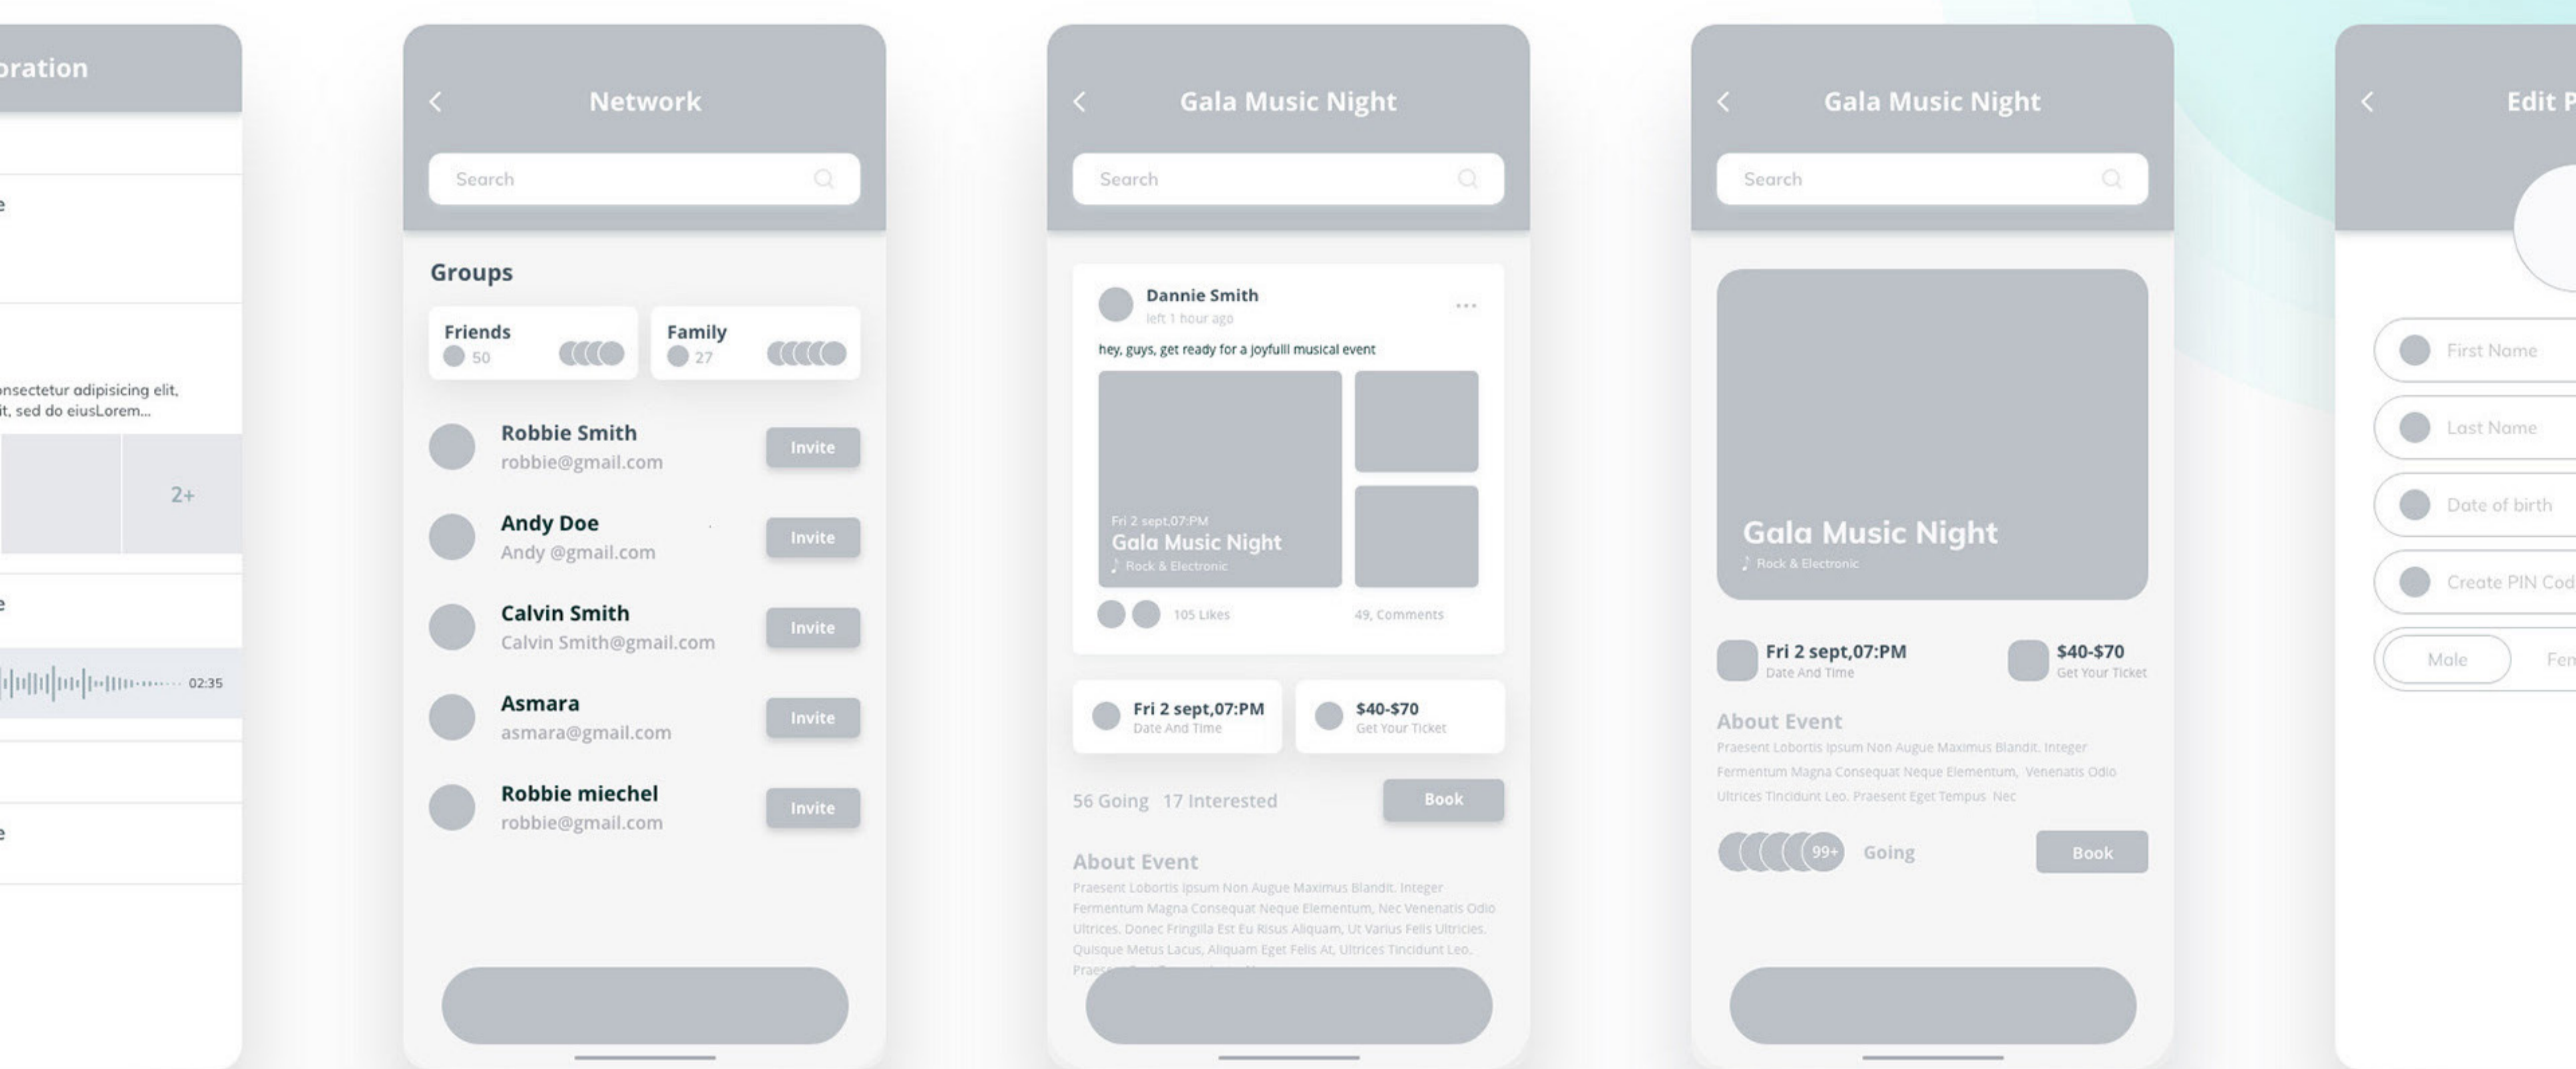 oration
e
onsectetur adipisicing elit,
it, sed do eiusLorem...
2+
e
02:35
e
Network
Search
Groups
Friends
50
Family
27
Robbie Smith
robbie@gmail.com
Invite
Andy Doe
Andy @gmail.com
Invite
Calvin Smith
Calvin Smith@gmail.com
Invite
Asmara
asmara@gmail.com
Invite
Robbie miechel
robbie@gmail.com
Invite
Gala Music Night
Search
Dannie Smith
left 1 hour ago
hey, guys, get ready for a joyfulll musical event
Fri 2 sept,07:PM
Gala Music Night
Rock & Electronic
105 Likes
49, Comments
Fri 2 sept,07:PM
Date And Time
$40-$70
Get Your Ticket
56 Going 17 Interested
Book
About Event
Praesent Lobortis Ipsum Non Augue Maximus Blandit. Integer
Fermentum Magna Consequat Neque Elementum, Nec Venenatis Odio
Ultrices. Donec Fringilla Est Eu Risus Aliquam, Ut Varius Felis Ultricies.
Quisque Metus Lacus, Aliquam Eget Felis At, Ultrices Tincidunt Leo.
Gala Music Night
Search
Gala Music Night
Rock & Electronic
Fri 2 sept,07:PM
Date And Time
$40-$70
Get Your Ticket
About Event
Praesent Lobortis Ipsum Non Augue Maximus Blandit. Integer
Fermentum Magna Consequat Neque Elementum, Venenatis Odio
Ultrices Tincidunt Leo. Praesent Eget Tempus Nec
99+
Going
Book
Edit P
First Name
Last Name
Date of birth
Create PIN Cod
Male
Fem